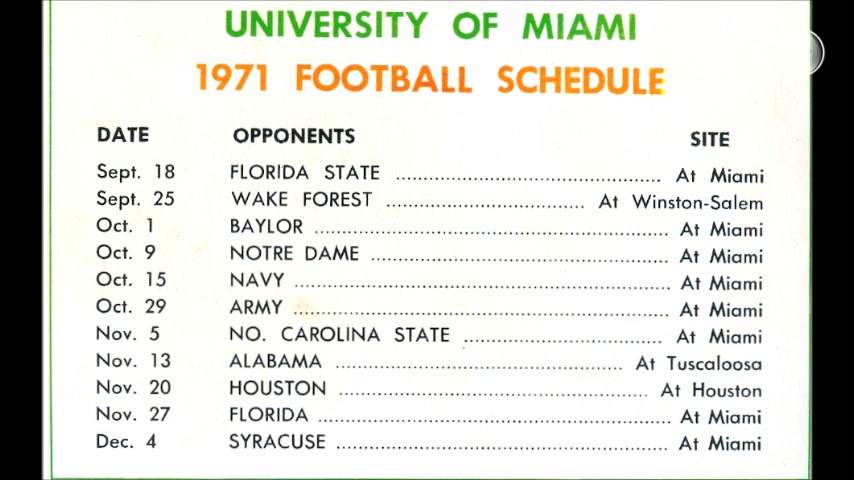 UNIVERSITY OF MIAMI
1971 FOOTBALL SCHEDULE
DATE OPPONENTS SITE
Sept. 18 FLORIDA STATE ........................................ At Miami
Sept. 25 WAKE FOREST .............................. At Winston-Salem
Oct. 1 BAYLOR ...................................................... At Miami
Oct. 9 NOTRE DAME ............................................. At Miami
Oct. 15 NAVY .......................................................... At Miami
Oct. 29 ARMY .......................................................... At Miami
Nov. 5 NO. CAROLINA STATE .............................. At Miami
Nov. 13 ALABAMA ............................................ At Tuscaloosa
Nov. 20 HOUSTON ............................................... At Houston
Nov. 27 FLORIDA ...................................................... At Miami
Dec. 4 SYRACUSE .................................................. At Miami